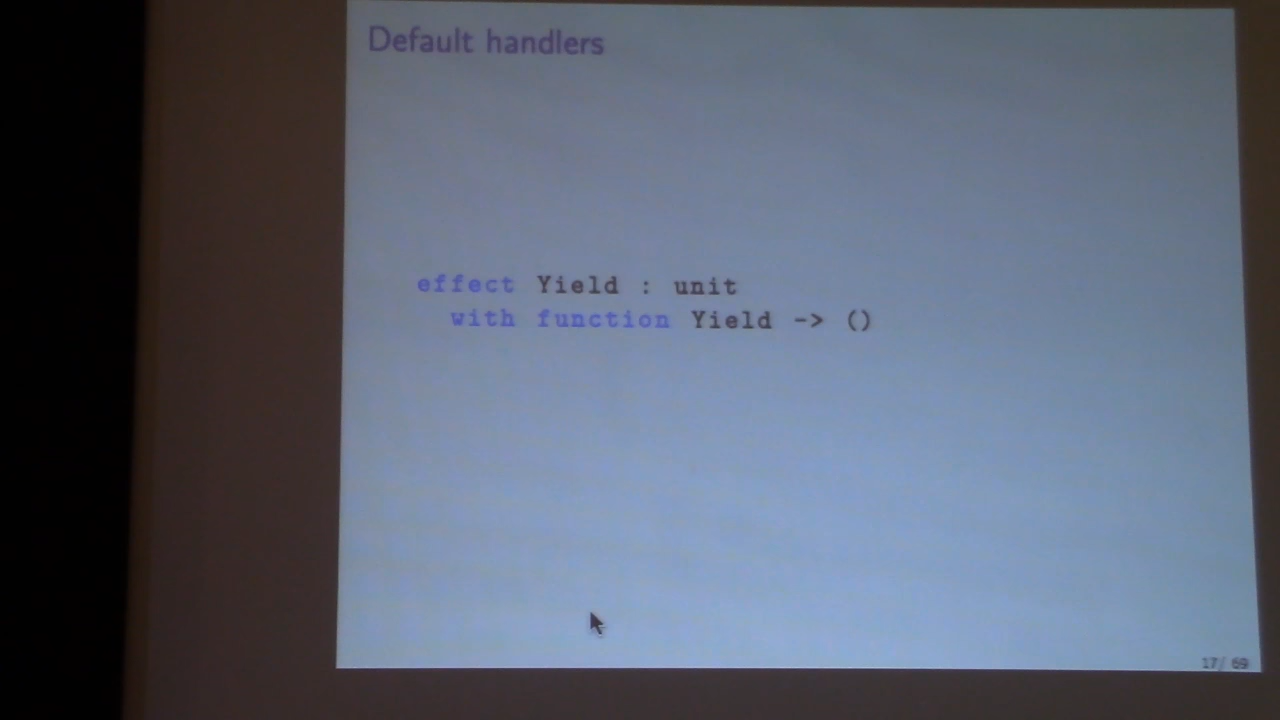 Default handlers
effect Yield : unit
with function Yield -> ()
17/ 69